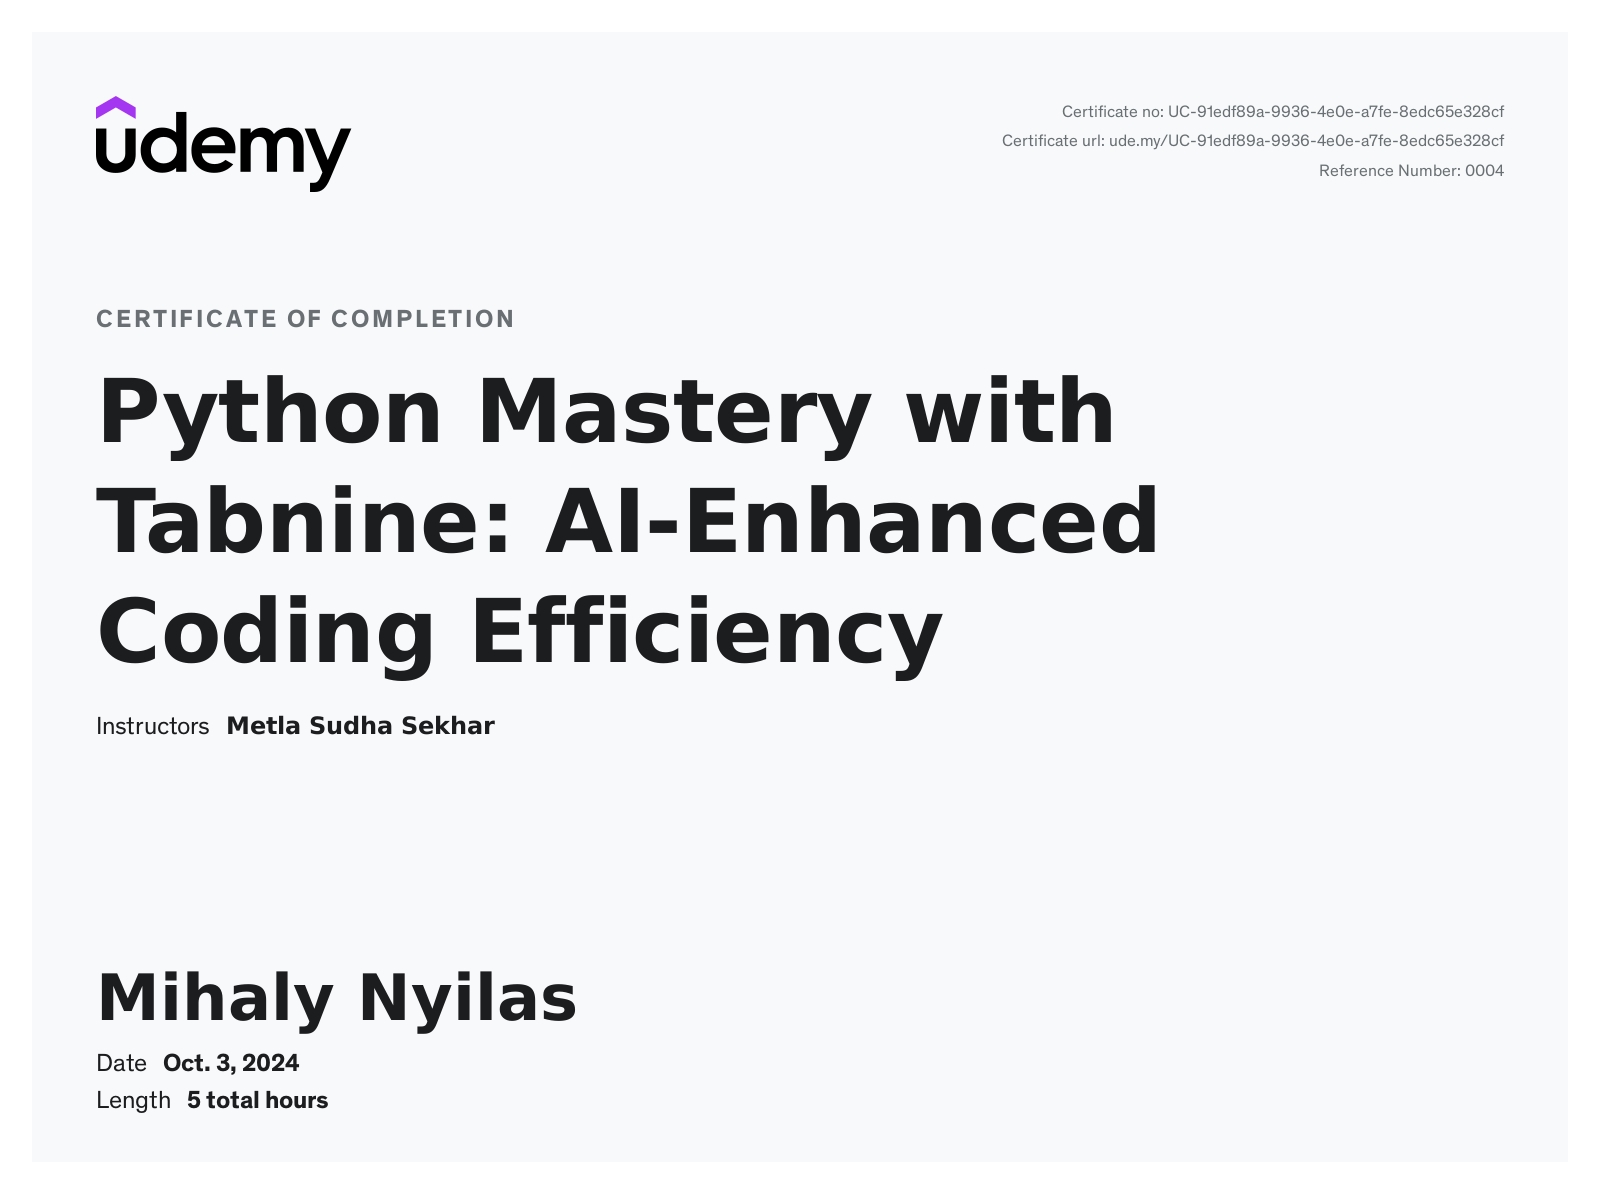 udemy
Certificate no: UC-91edf89a-9936-4e0e-a7fe-8edc65e328cf
Certificate url: ude.my/UC-91edf89a-9936-4e0e-a7fe-8edc65e328cf
Reference Number: 0004
CERTIFICATE OF COMPLETION
Python Mastery with
Tabnine: AI-Enhanced
Coding Efficiency
Instructors Metla Sudha Sekhar
Mihaly Nyilas
Date Oct. 3, 2024
Length 5 total hours